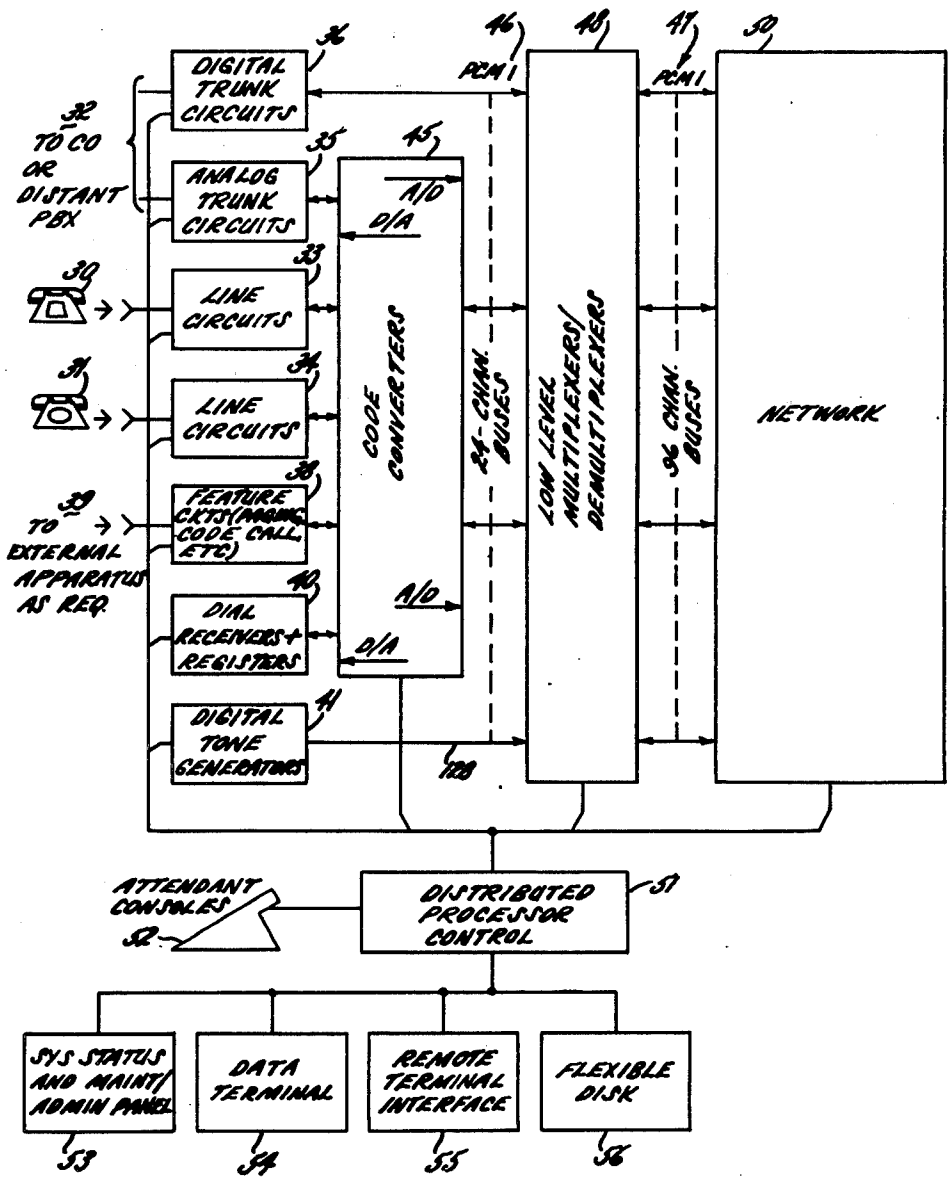 36
DIGITAL
TRUNK
CIRCUITS
46
PCM 1
48
47
PCM 1
50
32
TO CO
OR
DISTANT
PBX
35
ANALOG
TRUNK
CIRCUITS
45
A/D
D/A
30
33
LINE
CIRCUITS
31
34
LINE
CIRCUITS
CODE
CONVERTERS
24-CHAN.
BUSES
LOW LEVEL
MULTIPLEXERS/
DEMULTIPLEXERS
96 CHAN.
BUSES
NETWORK
39
TO
EXTERNAL
APPARATUS
AS REQ.
38
FEATURE
CKTS (PAGING,
CODE CALL,
ETC)
40
DIAL
RECEIVERS +
REGISTERS
A/D
D/A
41
DIGITAL
TONE
GENERATORS
128
ATTENDANT
CONSOLES
52
DISTRIBUTED
PROCESSOR
CONTROL
51
SYS STATUS
AND MAINT/
ADMIN PANEL
53
DATA
TERMINAL
54
REMOTE
TERMINAL
INTERFACE
55
FLEXIBLE
DISK
56